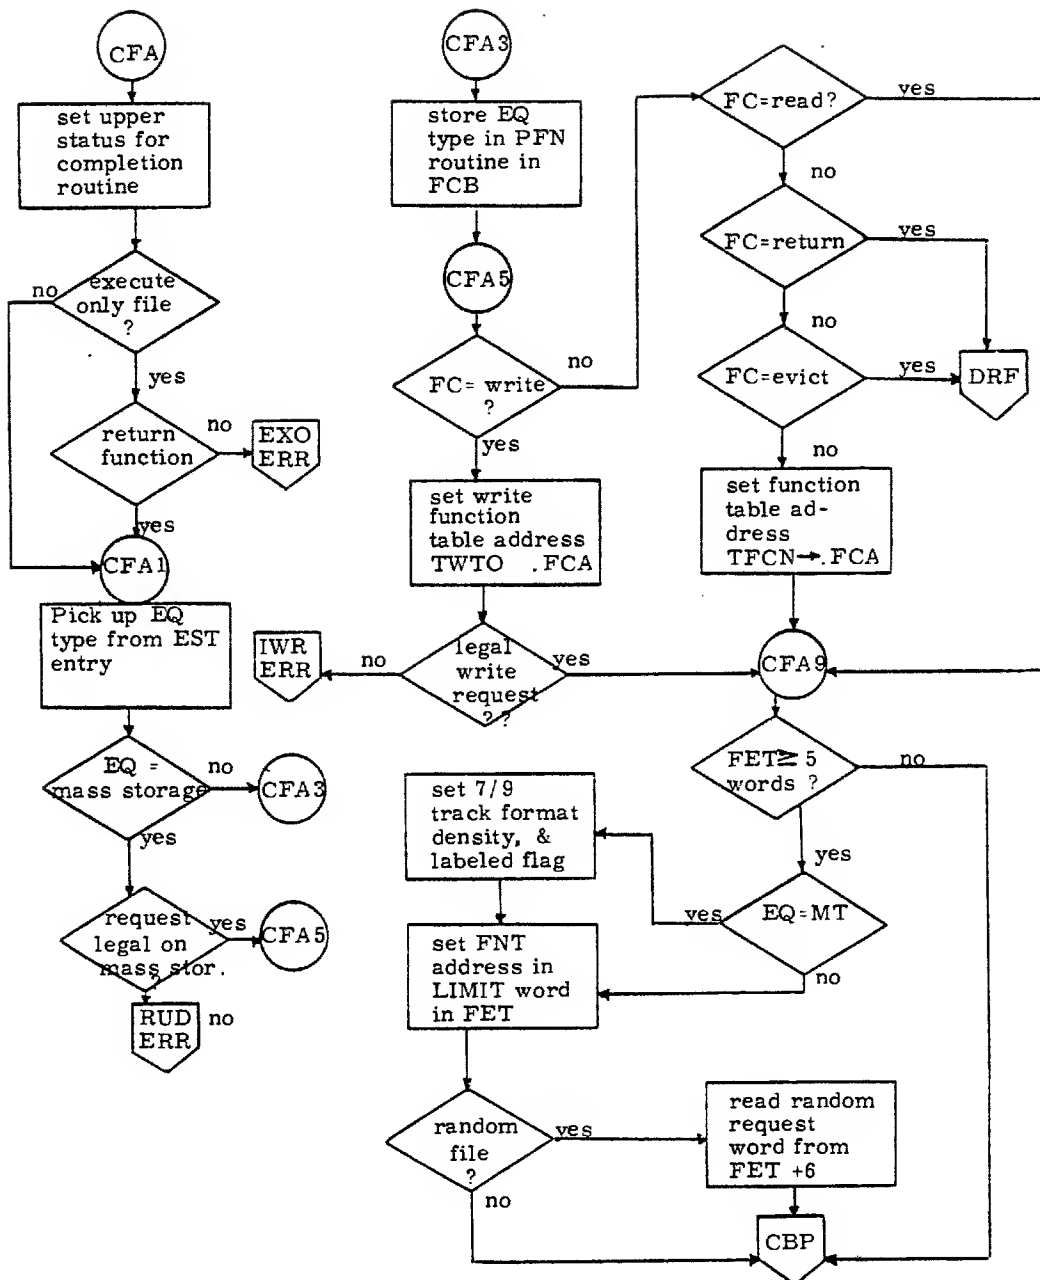 CFA
set upper
status for
completion
routine
execute
only file
?
no
yes
return
function
no
EXO
ERR
yes
CFA1
Pick up EQ
type from EST
entry
EQ =
mass storage
no
CFA3
yes
request
legal on
mass stor.
?
yes
CFA5
RUD
ERR
no
CFA3
store EQ
type in PFN
routine in
FCB
CFA5
FC= write
?
no
yes
set write
function
table address
TWTO .FCA
legal
write
request
??
no
IWR
ERR
yes
FC=read?
yes
no
FC=return
yes
no
FC=evict
yes
DRF
no
set function
table ad-
dress
TFCN→.FCA
CFA9
FET≥ 5
words ?
no
yes
EQ=MT
yes
no
set 7/9
track format
density, &
labeled flag
set FNT
address in
LIMIT word
in FET
random
file
?
yes
no
read random
request
word from
FET +6
CBP